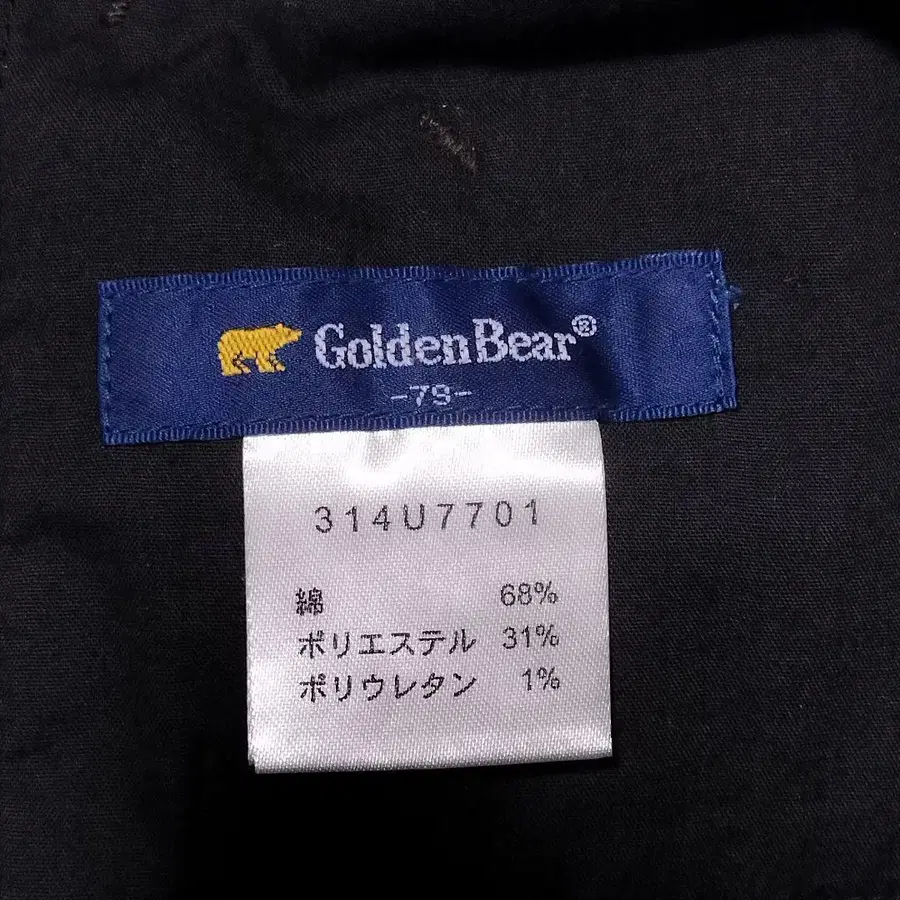 GoldenBear®
-79-
314U7701
綿 68%
ポリエステル 31%
ポリウレタン 1%